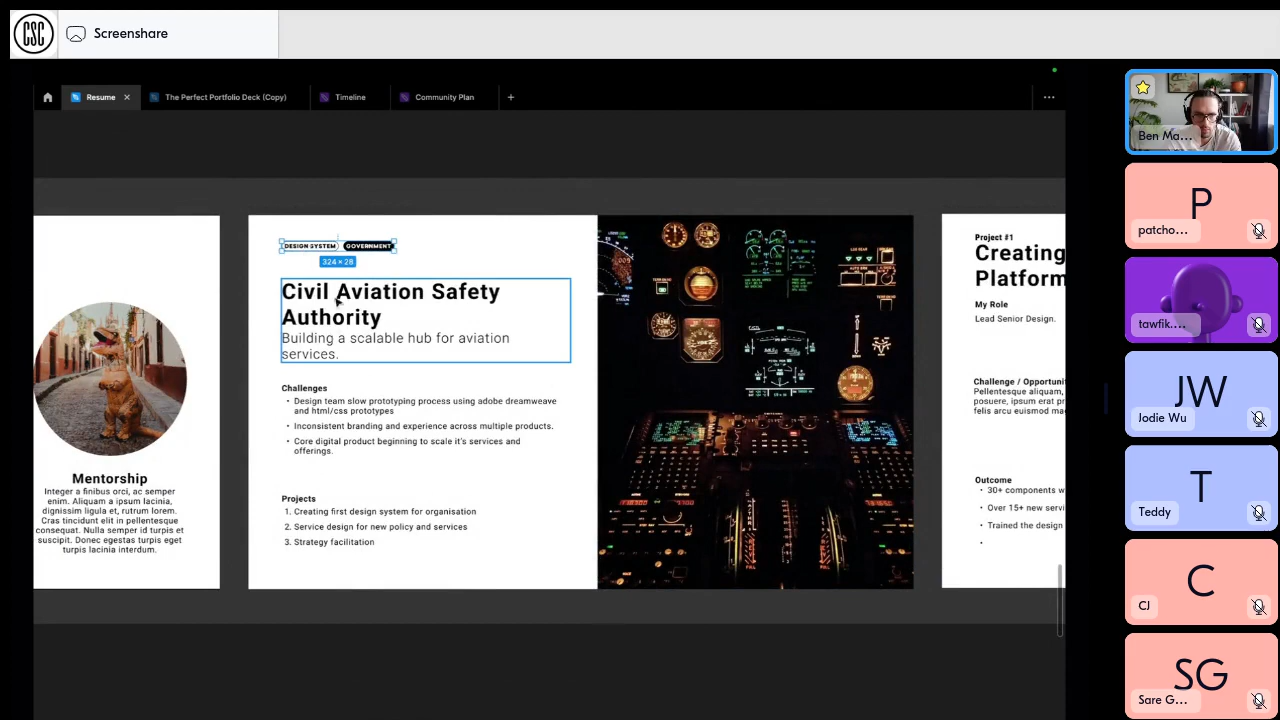 CSC
Screenshare
Resume
The Perfect Portfolio Deck (Copy)
Timeline
Community Plan
DESIGN SYSTEM
GOVERNMENT
324 × 28
Civil Aviation Safety
Authority
Building a scalable hub for aviation
services.
Challenges
• Design team slow prototyping process using adobe dreamweave
and html/css prototypes
• Inconsistent branding and experience across multiple products.
• Core digital product beginning to scale it's services and
offerings.
Projects
1. Creating first design system for organisation
2. Service design for new policy and services
3. Strategy facilitation
Mentorship
Integer a finibus orci, ac semper
enim. Aliquam a ipsum lacinia,
dignissim ligula et, rutrum lorem.
Cras tincidunt elit in pellentesque
consequat. Nulla semper id turpis et
suscipit. Donec egestas turpis eget
turpis lacinia interdum.
Project #1
Creating
Platform
My Role
Lead Senior Design.
Challenge / Opportuni
Pellentesque aliquam,
posuere, ipsum erat pr
felis arcu euismod mag
Outcome
• 30+ components w
• Over 15+ new servi
• Trained the design
•
Ben Ma...
P
patcho...
tawfik....
JW
Jodie Wu
T
Teddy
C
CJ
SG
Sare G...